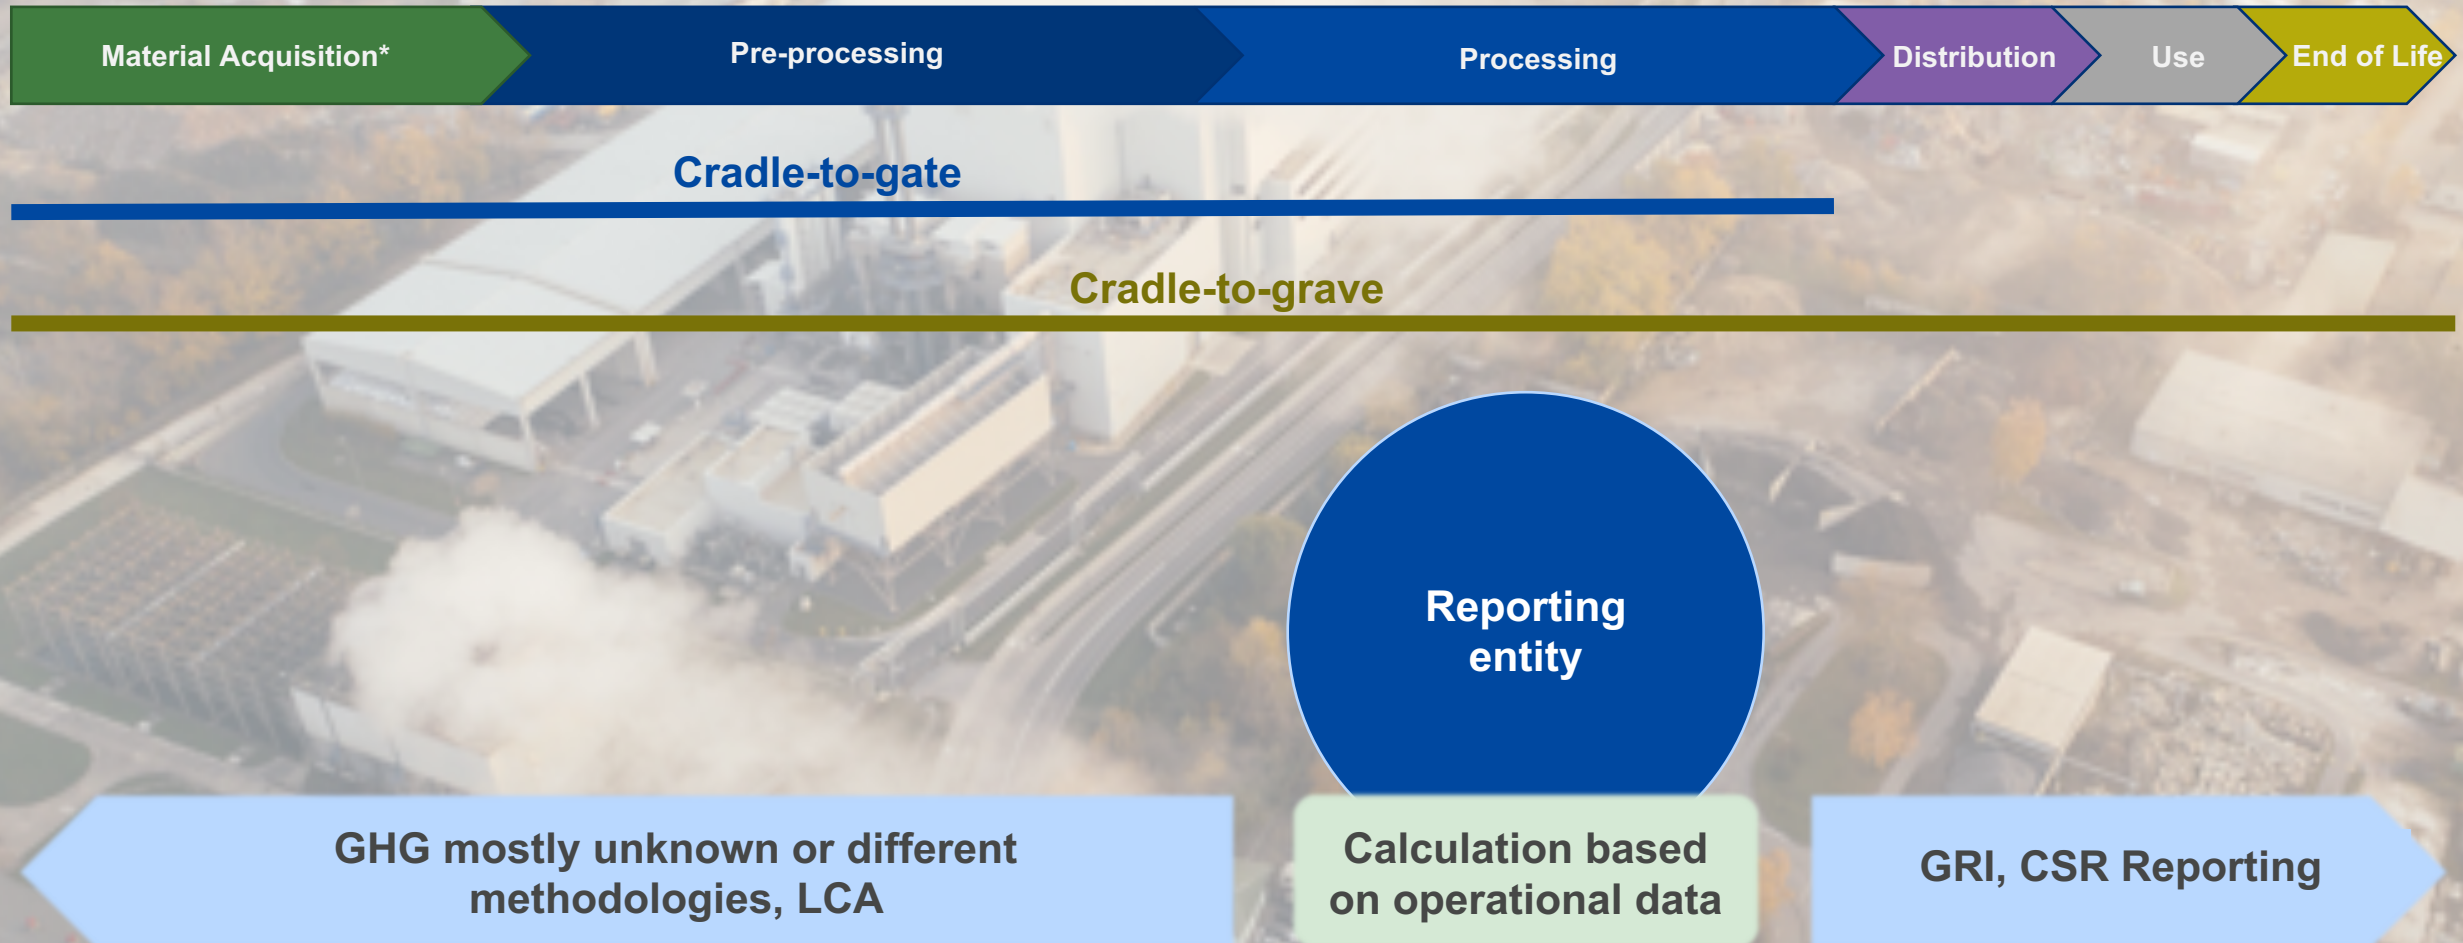 Material Acquisition*
Pre-processing
Processing
Distribution
Use
End of Life
Cradle-to-gate
Cradle-to-grave
Reporting
entity
GHG mostly unknown or different
methodologies, LCA
Calculation based
on operational data
GRI, CSR Reporting